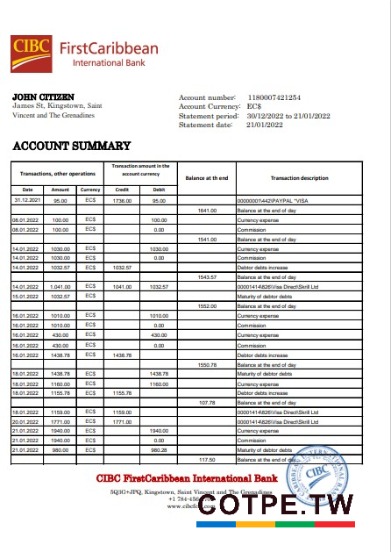 CIBC
FirstCaribbean
International Bank
JOHN CITIZEN
James St, Kingstown, Saint
Vincent and The Grenadines
Account number: 1180007421254
Account Currency: EC$
Statement period: 30/12/2022 to 21/01/2022
Statement date: 21/01/2022
ACCOUNT SUMMARY
Transactions, other operations Transaction amount in the account currency Balance at th end Transaction description
Date Amount Currency Credit Debit
31.12.2021 95.00 EC$ 1736.00 95.00 PAYPAL *VISA
1641.00 Balance at the end of day
08.01.2022 100.00 EC$ 100.00 Currency expense
08.01.2022 100.00 EC$ 0.00 Commission
1541.00 Balance at the end of day
14.01.2022 1030.00 EC$ 1030.00 Currency expense
14.01.2022 1030.00 EC$ 0.00 Commission
14.01.2022 1032.57 EC$ 1032.57 Debtor debts increase
1543.57 Balance at the end of day
14.01.2022 1.041.00 EC$ 1041.00 1032.57 Visa Direct\Skrill Ltd
15.01.2022 1032.57 EC$ Maturity of debtor debts
1552.00 Balance at the end of day
16.01.2022 1010.00 EC$ 1010.00 Currency expense
16.01.2022 1010.00 EC$ 0.00 Commission
16.01.2022 430.00 EC$ 430.00 Currency expense
16.01.2022 430.00 EC$ 0.00 Commission
16.01.2022 1438.78 EC$ 1438.78 Debtor debts increase
1550.78 Balance at the end of day
18.01.2022 1438.78 EC$ 1438.78 Maturity of debtor debts
18.01.2022 1160.00 EC$ 1160.00 Currency expense
18.01.2022 1155.78 EC$ 1155.78 Debtor debts increase
107.78 Balance at the end of day
18.01.2022 1159.00 EC$ 1159.00 Visa Direct\Skrill Ltd
20.01.2022 1771.00 EC$ 1771.00 Visa Direct\Skrill Ltd
21.01.2022 1940.00 EC$ 1940.00 Currency expense
21.01.2022 1940.00 EC$ 0.00 Commission
21.01.2022 980.00 EC$ 980.26 Maturity of debtor debts
117.50 Balance at the end of day
CIBC FirstCaribbean International Bank
5Q3G+JPQ, Kingstown, Saint Vincent and The Grenadines
+1 784
www.cibcfc
CIBC
COTPE.TW